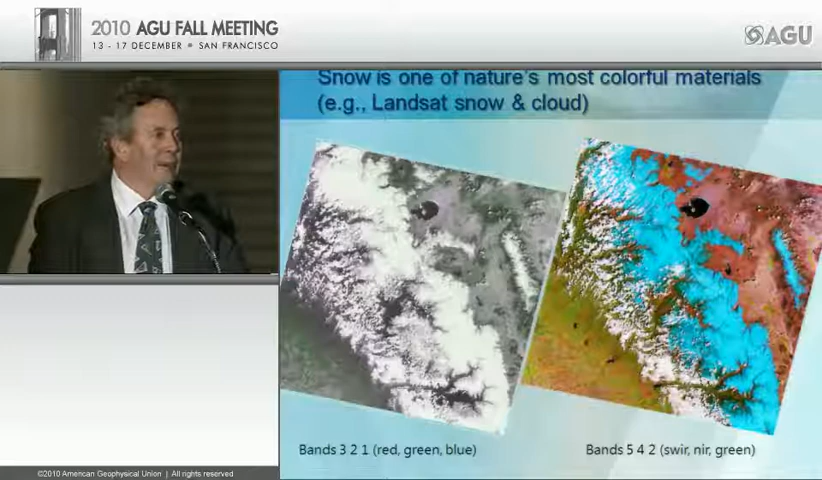 2010 AGU FALL MEETING
13 - 17 DECEMBER • SAN FRANCISCO
AGU
Snow is one of nature's most colorful materials
(e.g., Landsat snow & cloud)
Bands 3 2 1 (red, green, blue)
Bands 5 4 2 (swir, nir, green)
©2010 American Geophysical Union | All rights reserved